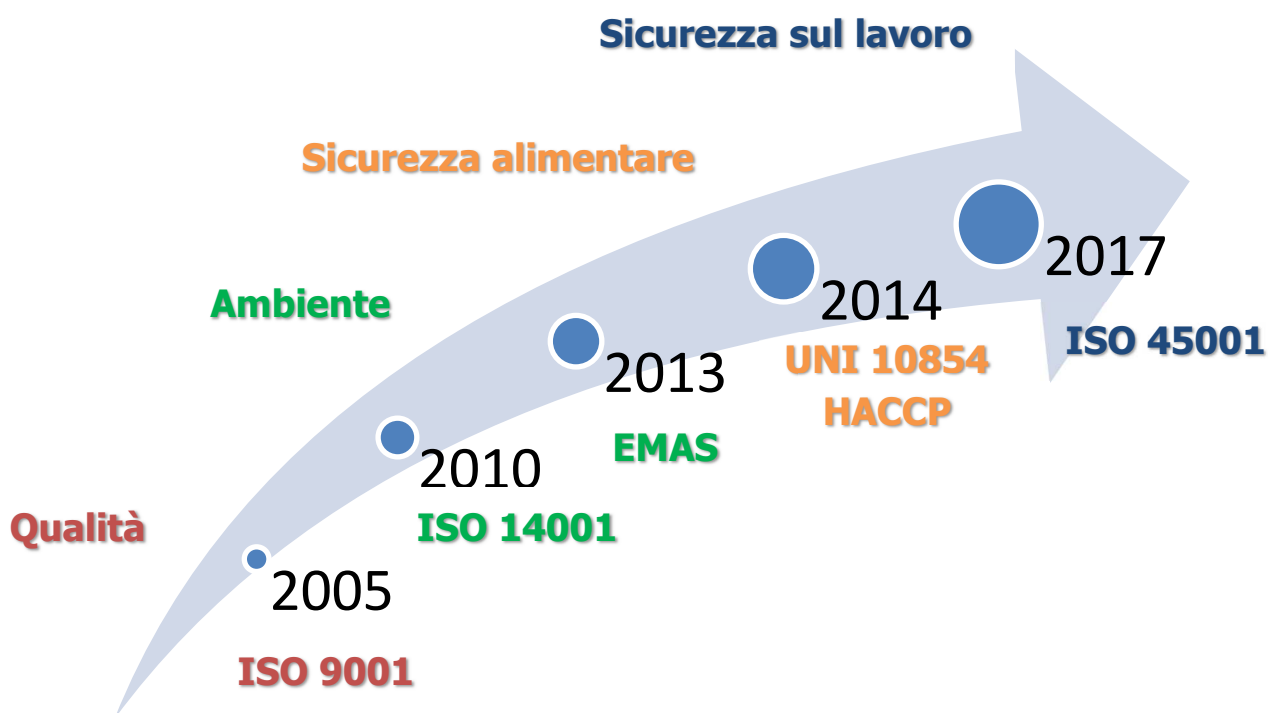 Sicurezza sul lavoro
Sicurezza alimentare
Ambiente
Qualità
2005
ISO 9001
2010
ISO 14001
2013
EMAS
2014
UNI 10854
HACCP
2017
ISO 45001